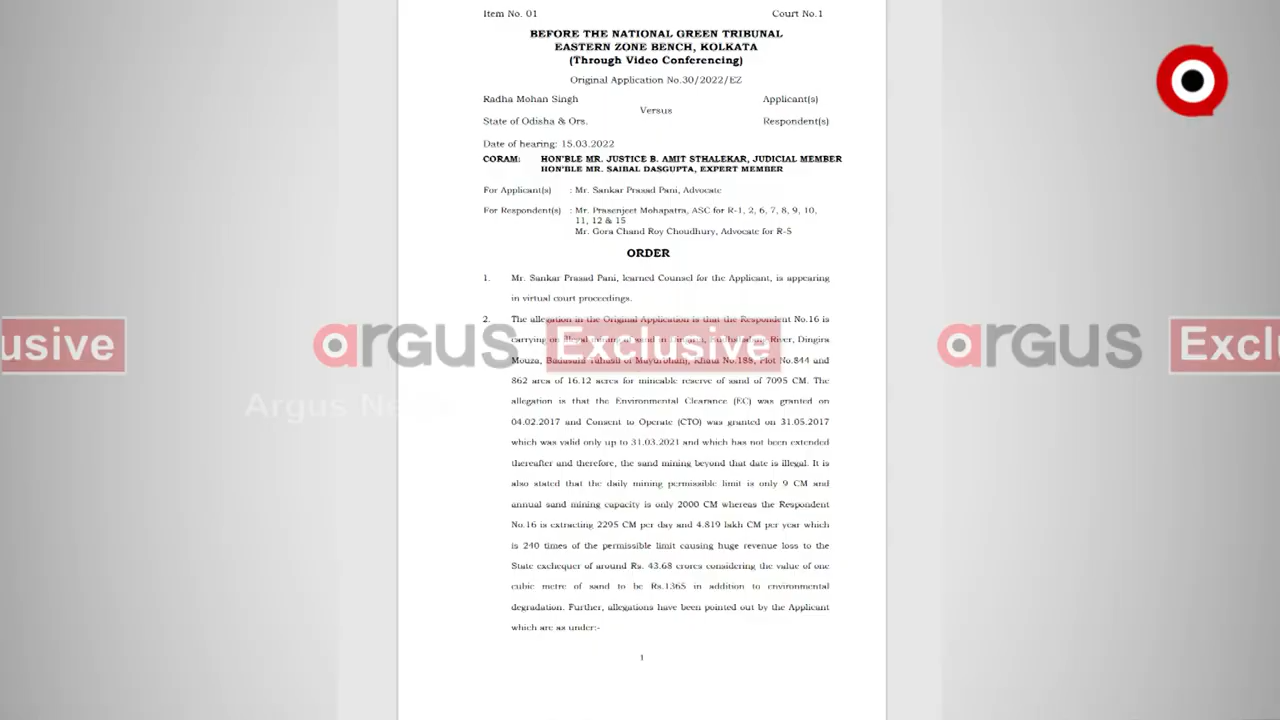 Item No. 01 Court No.1
BEFORE THE NATIONAL GREEN TRIBUNAL
EASTERN ZONE BENCH, KOLKATA
(Through Video Conferencing)
Original Application No.30/2022/EZ
Radha Mohan Singh Applicant(s)
Versus
State of Odisha & Ors. Respondent(s)
Date of hearing: 15.03.2022
CORAM: HON'BLE MR. JUSTICE B. AMIT STHALEKAR, JUDICIAL MEMBER
HON'BLE MR. SAIBAL DASGUPTA, EXPERT MEMBER
For Applicant(s) : Mr. Sankar Prasad Pani, Advocate
For Respondent(s) : Mr. Prasenjeet Mohapatra, ASC for R-1, 2, 6, 7, 8, 9, 10,
11, 12 & 15
Mr. Gora Chand Roy Choudhury, Advocate for R-5
ORDER
1. Mr. Sankar Prasad Pani, learned Counsel for the Applicant, is appearing
in virtual court proceedings.
2. The allegation in the Original Application is that the Respondent No.16 is
carrying on illegal mining of sand in River, Dingira
Mouza, Tahasil of Mayurbhanj, Khata No.188, Plot No.844 and
862 area of 16.12 acres for mineable reserve of sand of 7095 CM. The
allegation is that the Environmental Clearance (EC) was granted on
04.02.2017 and Consent to Operate (CTO) was granted on 31.05.2017
which was valid only up to 31.03.2021 and which has not been extended
thereafter and therefore, the sand mining beyond that date is illegal. It is
also stated that the daily mining permissible limit is only 9 CM and
annual sand mining capacity is only 2000 CM whereas the Respondent
No.16 is extracting 2295 CM per day and 4.819 lakh CM per year which
is 240 times of the permissible limit causing huge revenue loss to the
State exchequer of around Rs. 43.68 crores considering the value of one
cubic metre of sand to be Rs.1365 in addition to environmental
degradation. Further, allegations have been pointed out by the Applicant
which are as under:-
1
usive argus Exclusive argus Excl
Argus Ne